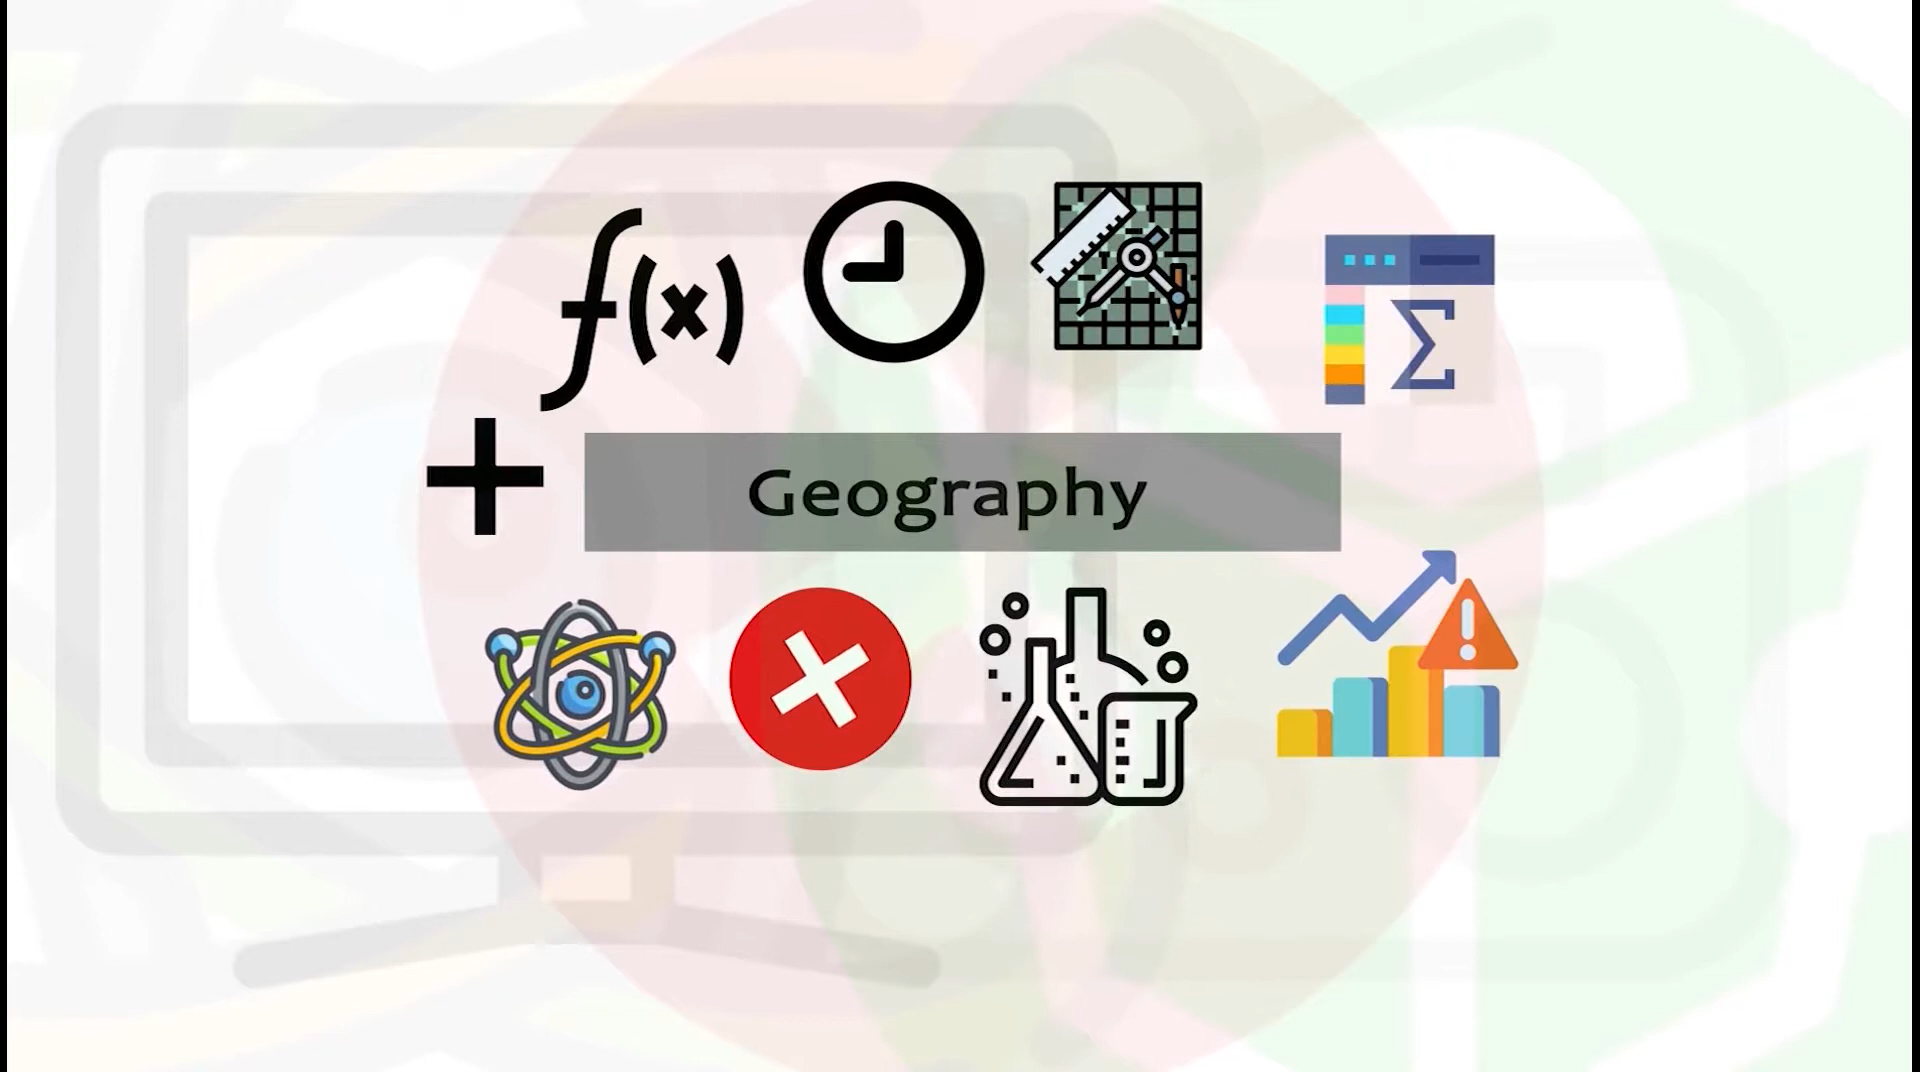 f(x)
Σ
+
Geography